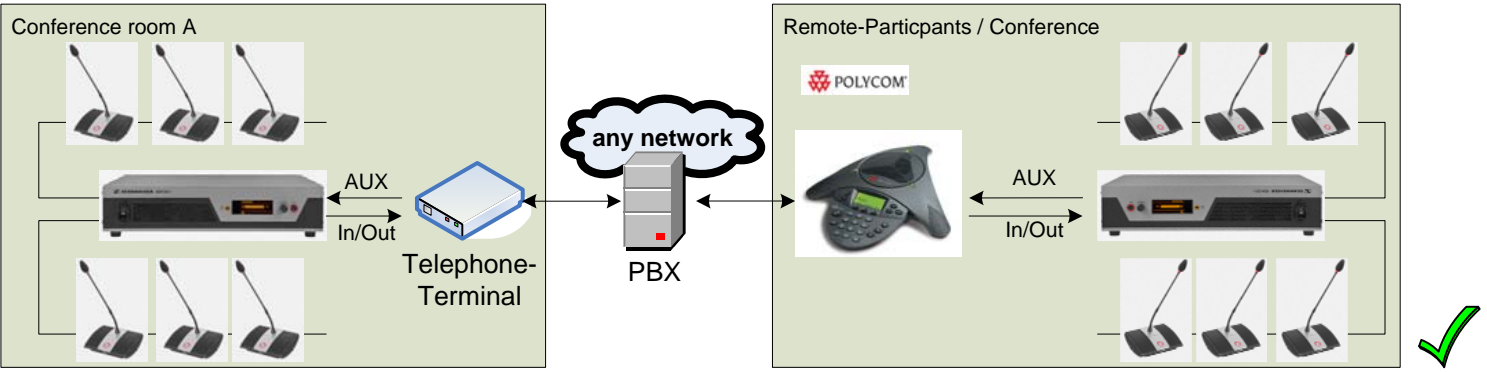 Conference room A
AUX
In/Out
Telephone-
Terminal
any network
PBX
Remote-Particpants / Conference
POLYCOM
AUX
In/Out